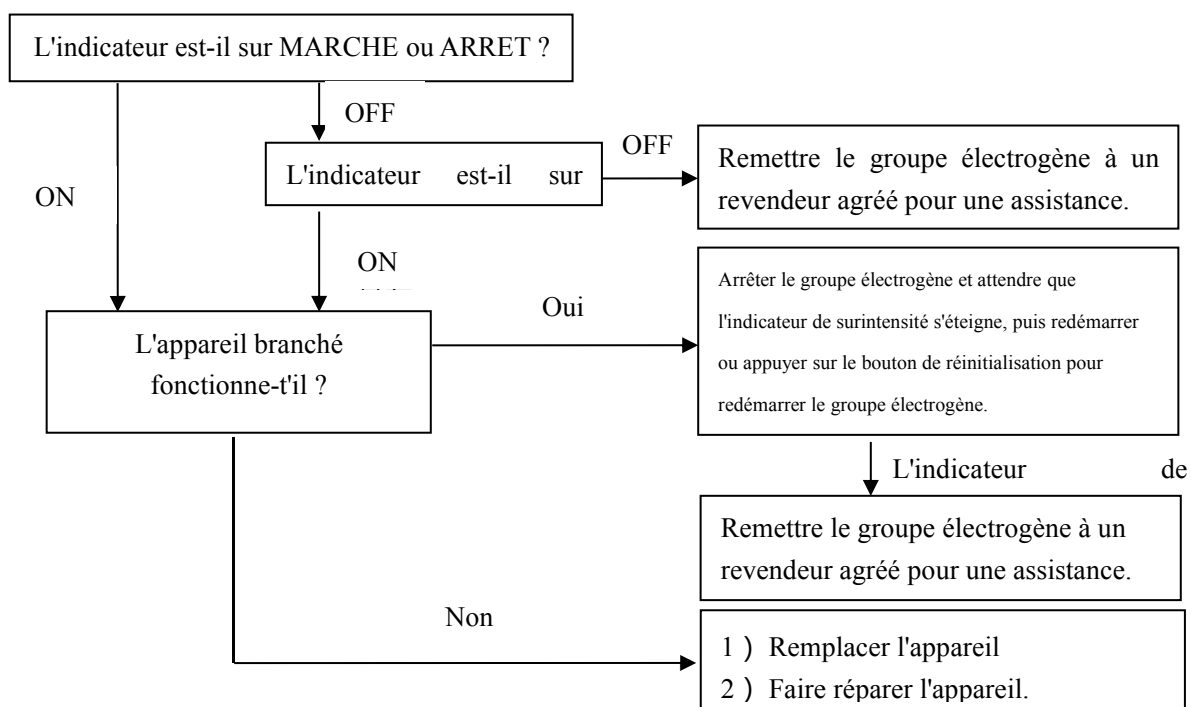 L'indicateur est-il sur MARCHE ou ARRET ?
OFF
ON
L'indicateur est-il sur
OFF
Remettre le groupe électrogène à un
revendeur agréé pour une assistance.
ON
L'appareil branché
fonctionne-t'il ?
Oui
Arrêter le groupe électrogène et attendre que
l'indicateur de surintensité s'éteigne, puis redémarrer
ou appuyer sur le bouton de réinitialisation pour
redémarrer le groupe électrogène.
L'indicateur de
Remettre le groupe électrogène à un
revendeur agréé pour une assistance.
Non
1 ) Remplacer l'appareil
2 ) Faire réparer l'appareil.